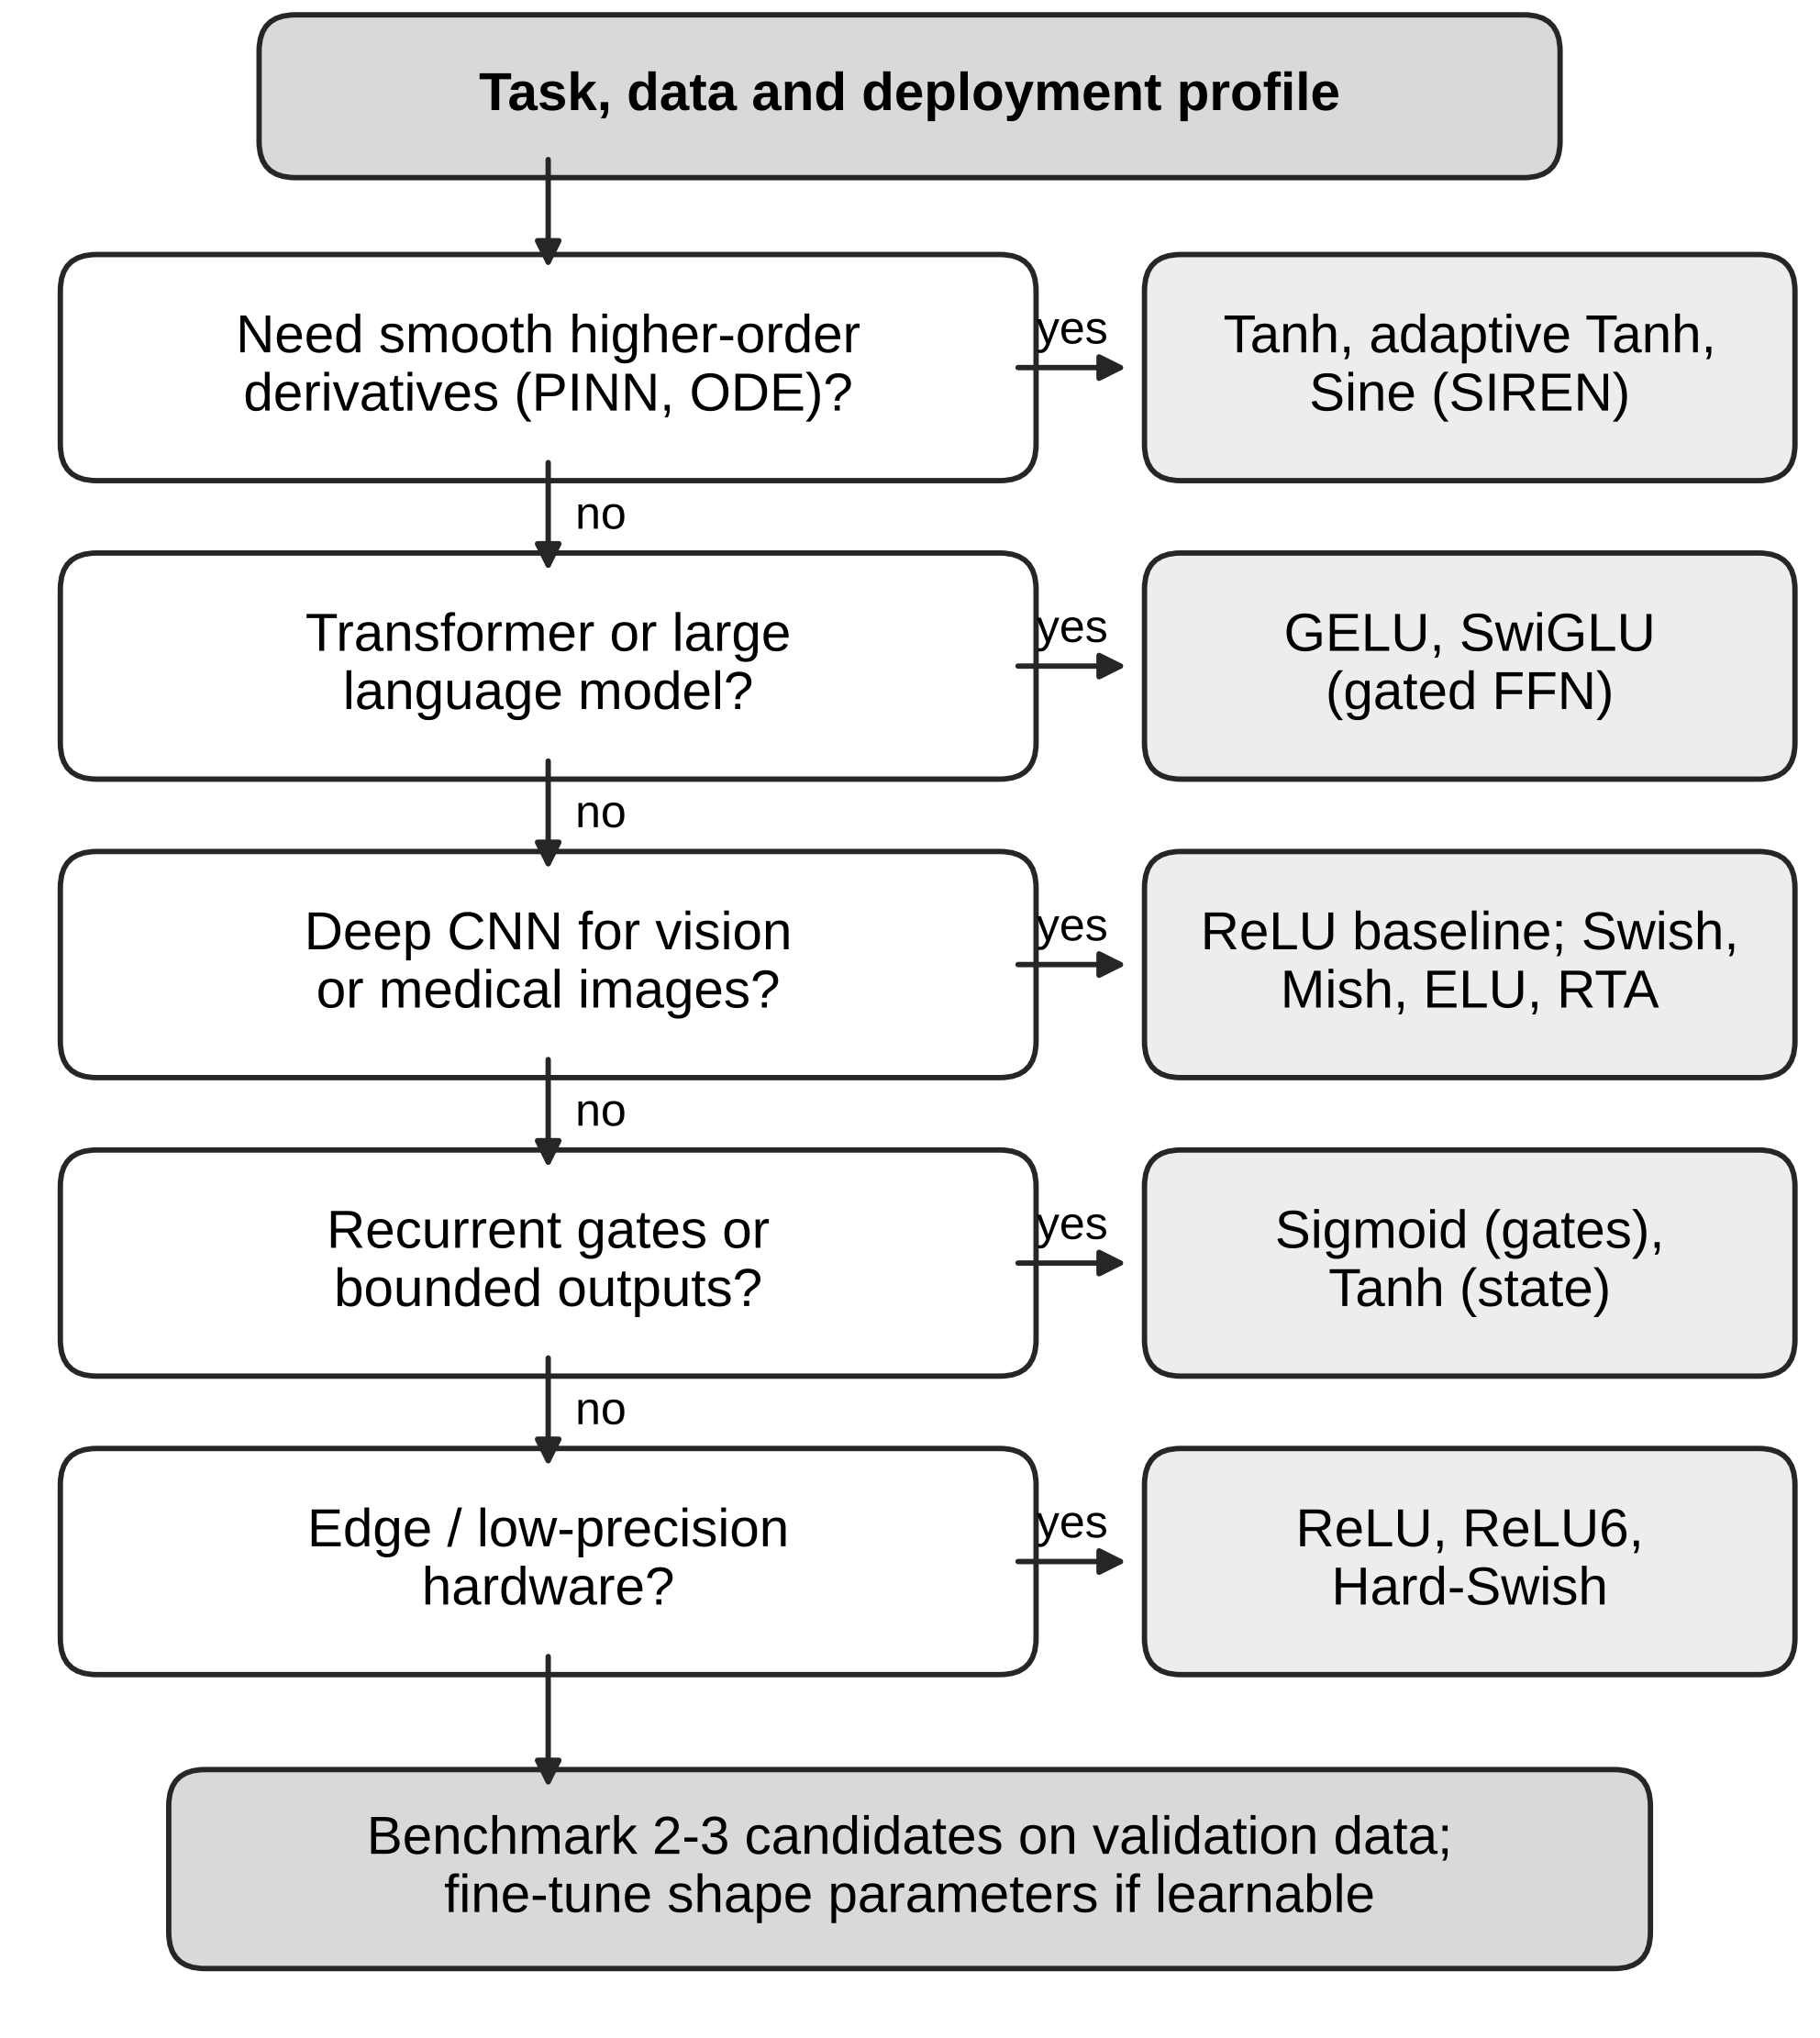 Task, data and deployment profile
Need smooth higher-order
derivatives (PINN, ODE)?
yes
Tanh, adaptive Tanh,
Sine (SIREN)
no
Transformer or large
language model?
yes
GELU, SwiGLU
(gated FFN)
no
Deep CNN for vision
or medical images?
yes
ReLU baseline; Swish,
Mish, ELU, RTA
no
Recurrent gates or
bounded outputs?
yes
Sigmoid (gates),
Tanh (state)
no
Edge / low-precision
hardware?
yes
ReLU, ReLU6,
Hard-Swish
Benchmark 2-3 candidates on validation data;
fine-tune shape parameters if learnable